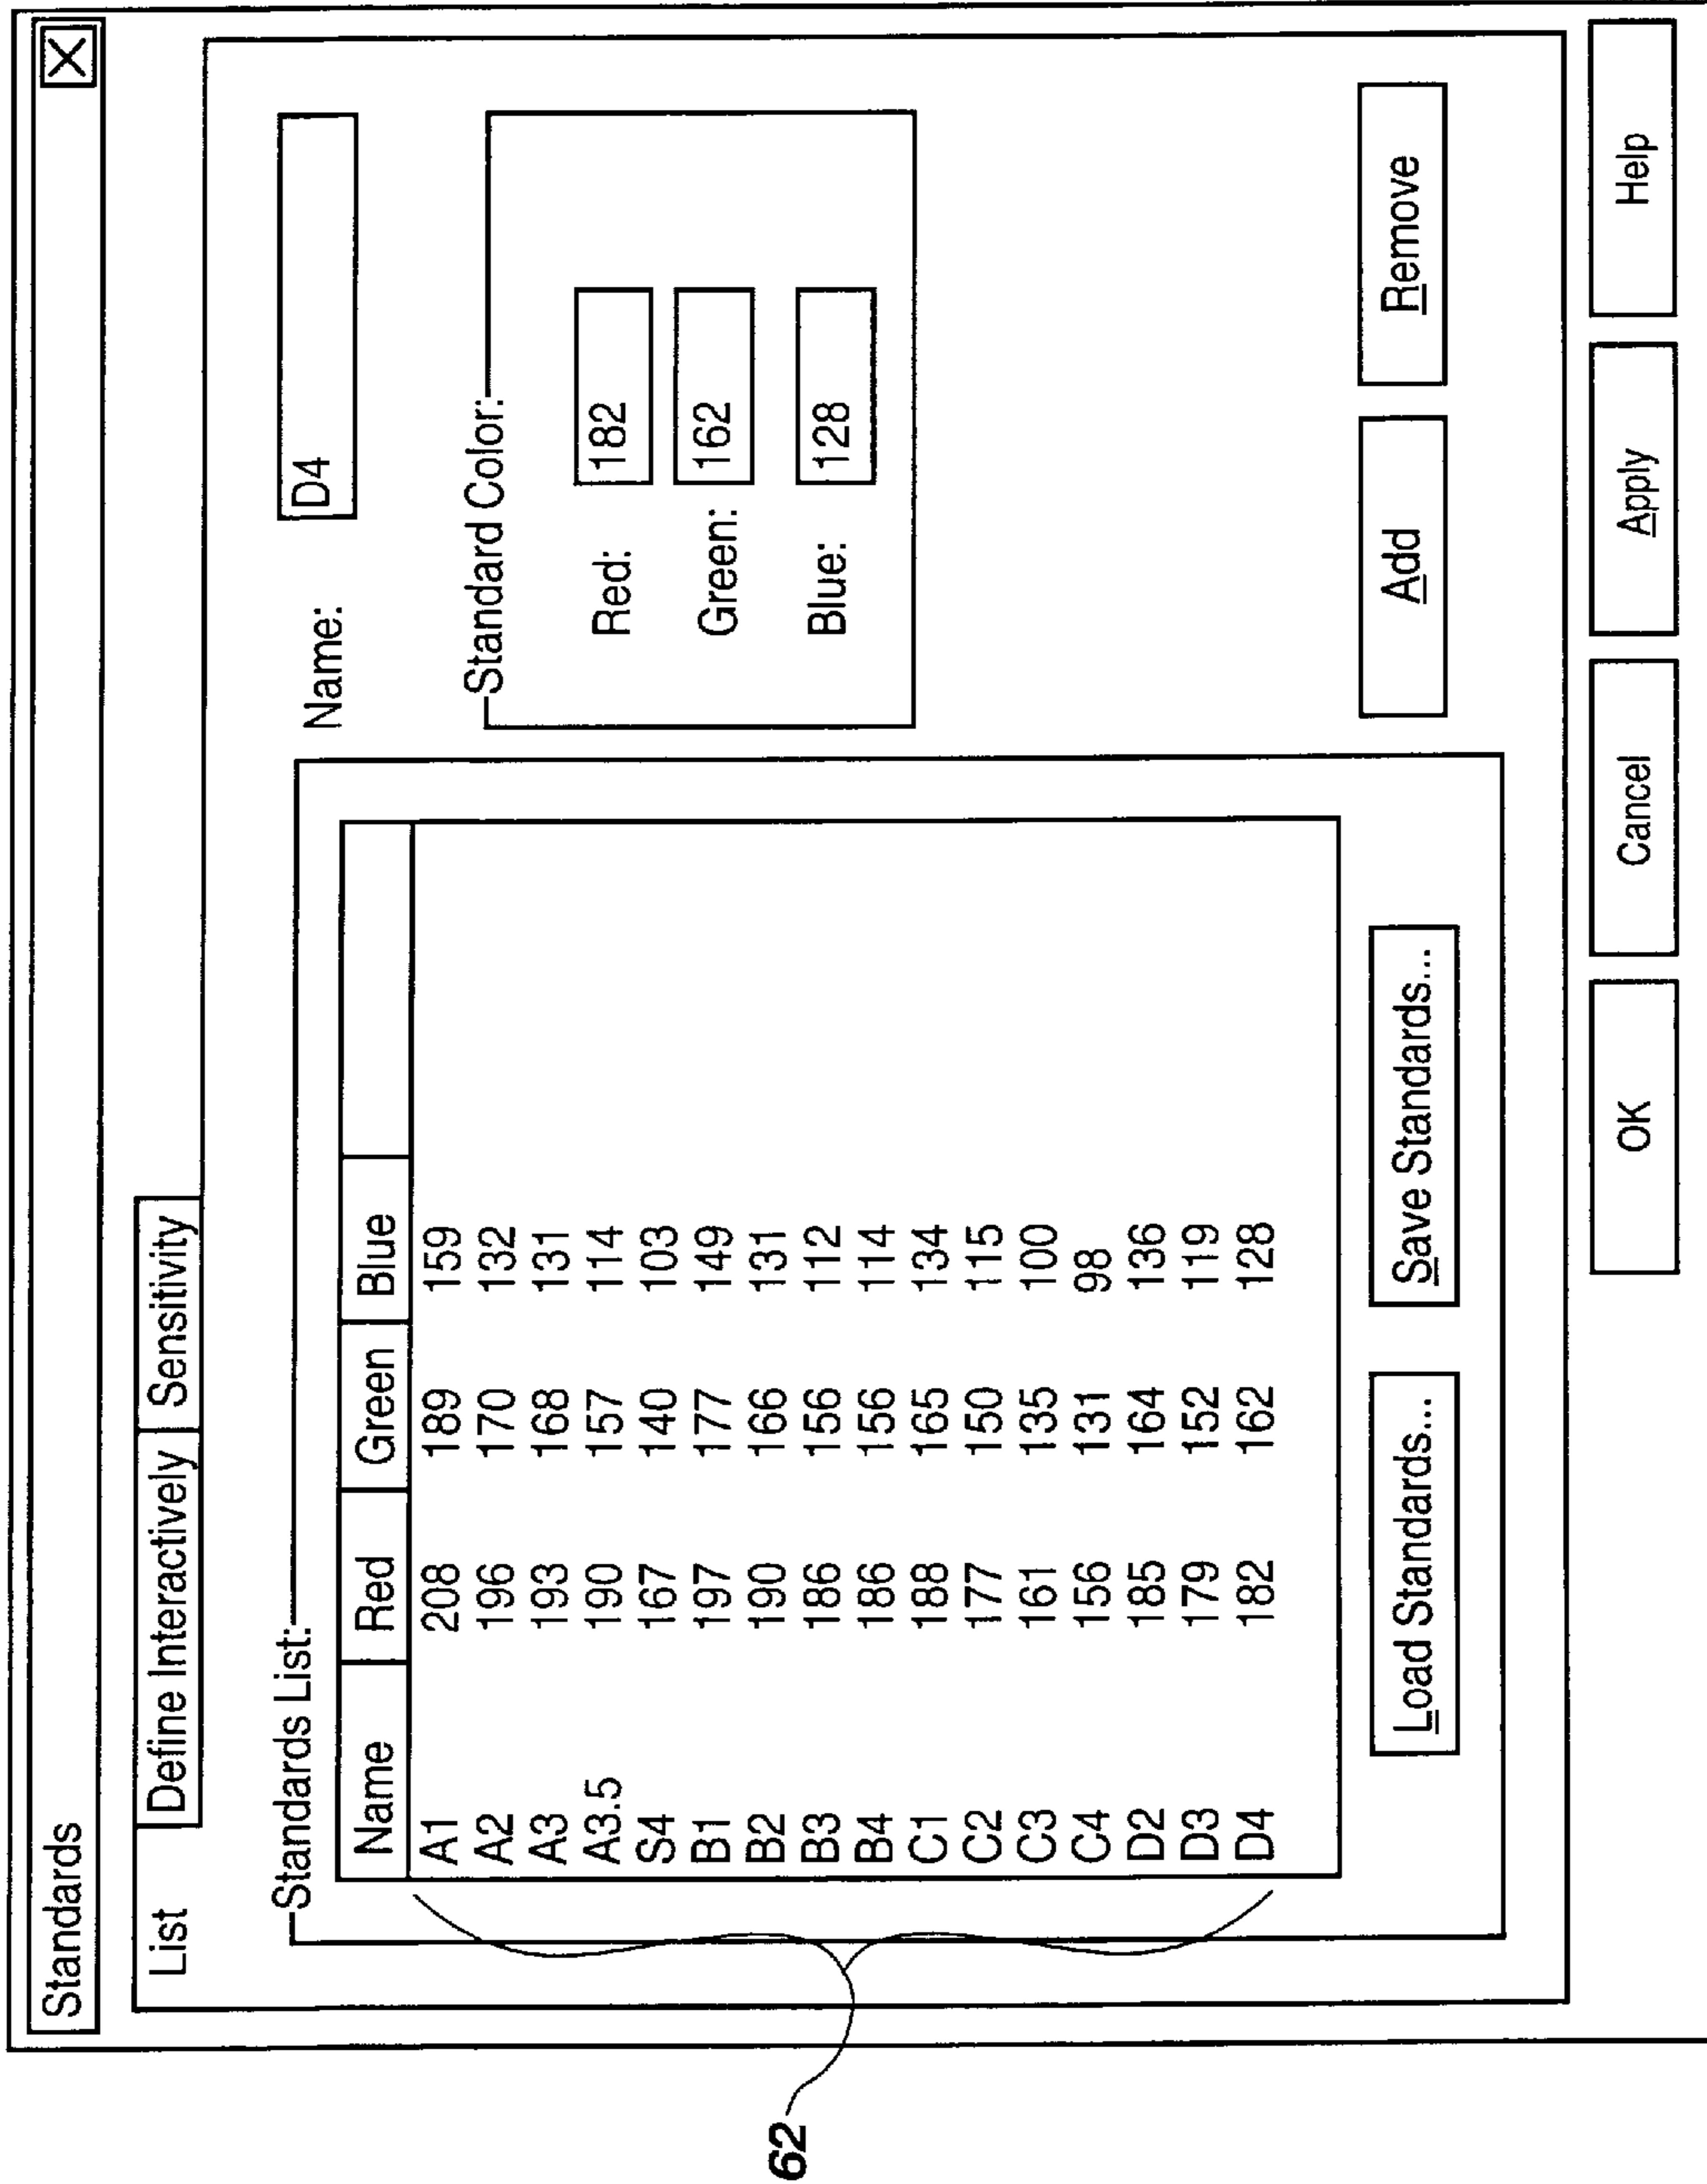 Standards
List Define Interactively Sensitivity
Standards List:
Name Red Green Blue
A1 208 189 159
A2 196 170 132
A3 193 168 131
A3.5 190 157 114
S4 167 140 103
B1 197 177 149
B2 190 166 131
B3 186 156 112
B4 186 156 114
C1 188 165 134
C2 177 150 115
C3 161 135 100
C4 156 131 98
D2 185 164 136
D3 179 152 119
D4 182 162 128
Load Standards... Save Standards...
Name: D4
Standard Color:
Red: 182
Green: 162
Blue: 128
Add Remove
OK Cancel Apply Help
62